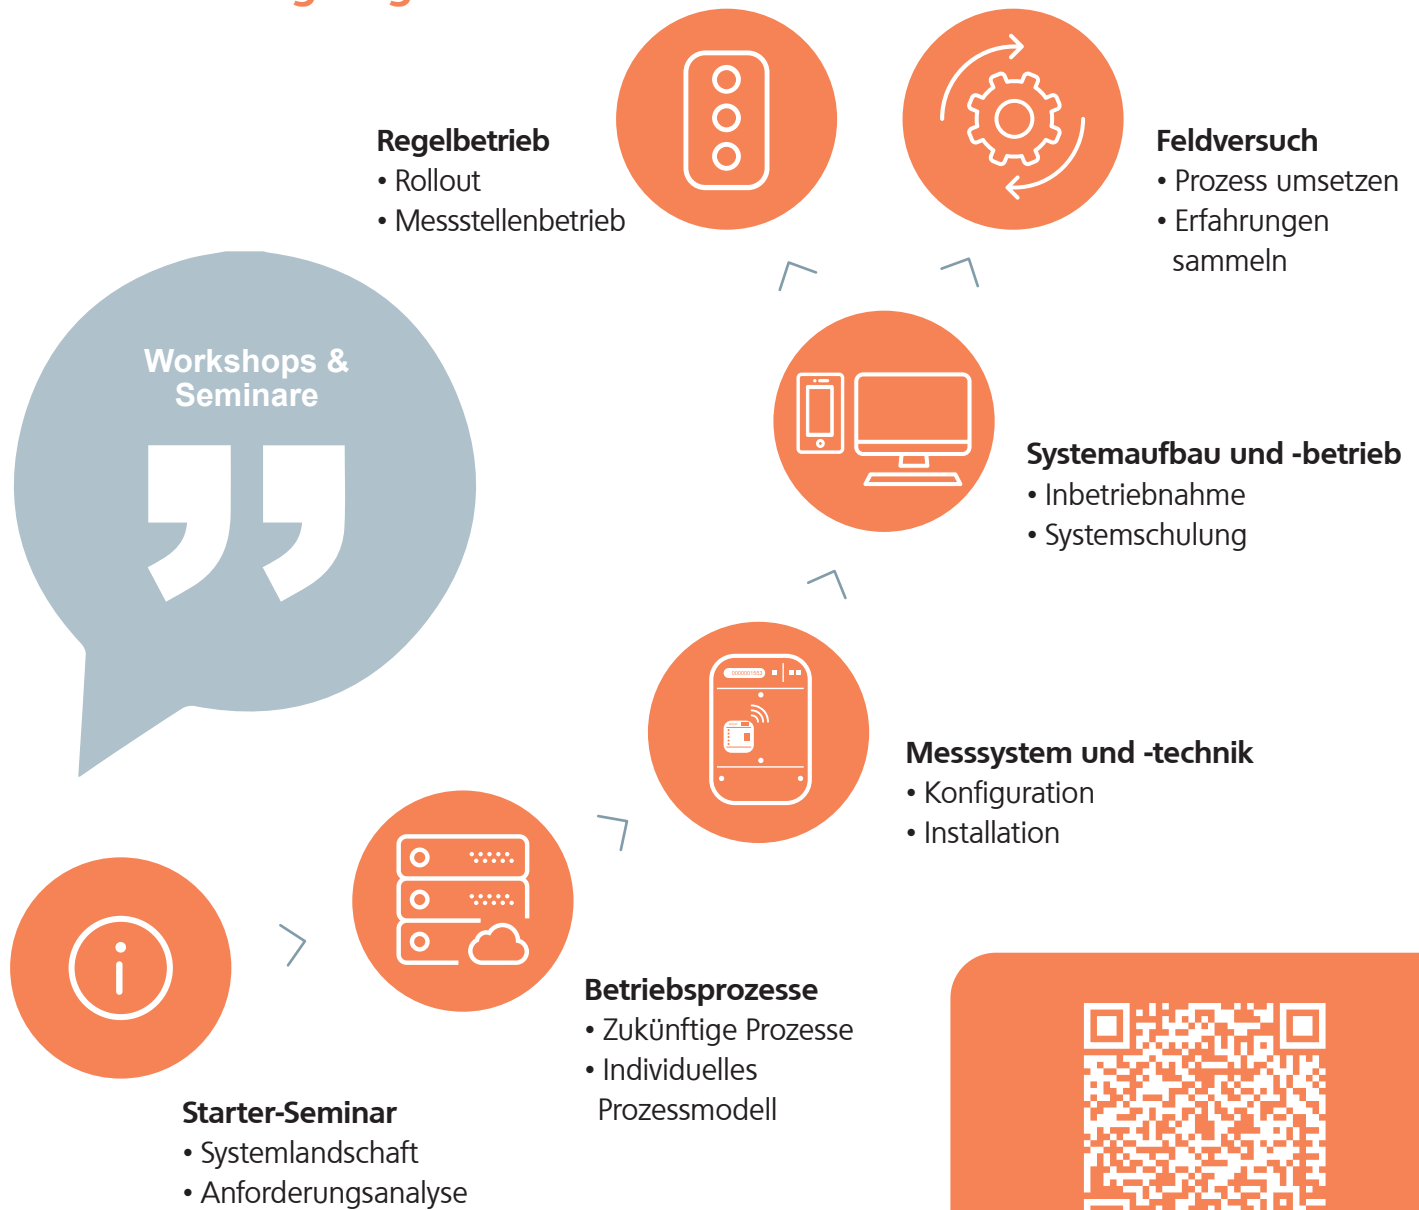 Regelbetrieb
• Rollout
• Messstellenbetrieb
Feldversuch
• Prozess umsetzen
• Erfahrungen
sammeln
Workshops &
Seminare
Systemaufbau und -betrieb
• Inbetriebnahme
• Systemschulung
Messsystem und -technik
• Konfiguration
• Installation
Betriebsprozesse
• Zukünftige Prozesse
• Individuelles
Prozessmodell
Starter-Seminar
• Systemlandschaft
• Anforderungsanalyse